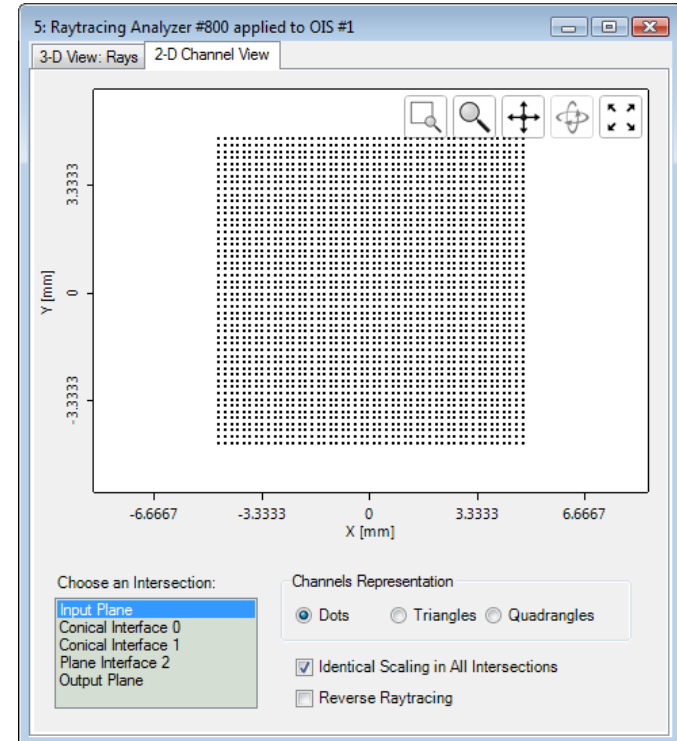 5: Raytracing Analyzer #800 applied to OIS #1
3-D View: Rays
2-D Channel View
3.3333
0
-3.3333
Y [mm]
-6.6667
-3.3333
0
3.3333
6.6667
X [mm]
Choose an Intersection:
Input Plane
Conical Interface 0
Conical Interface 1
Plane Interface 2
Output Plane
Channels Representation
Dots
Triangles
Quadrangles
Identical Scaling in All Intersections
Reverse Raytracing